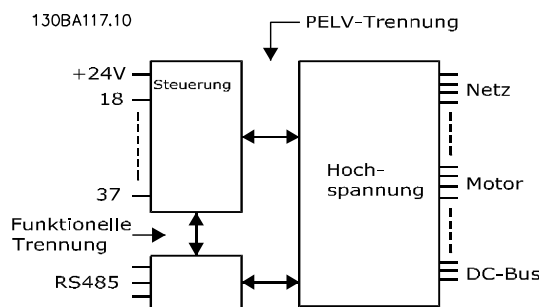 130BA117.10
PELV-Trennung
+24V
Steuerung
18
37
Hoch-
spannung
Netz
Motor
DC-Bus
Funktionelle
Trennung
RS485